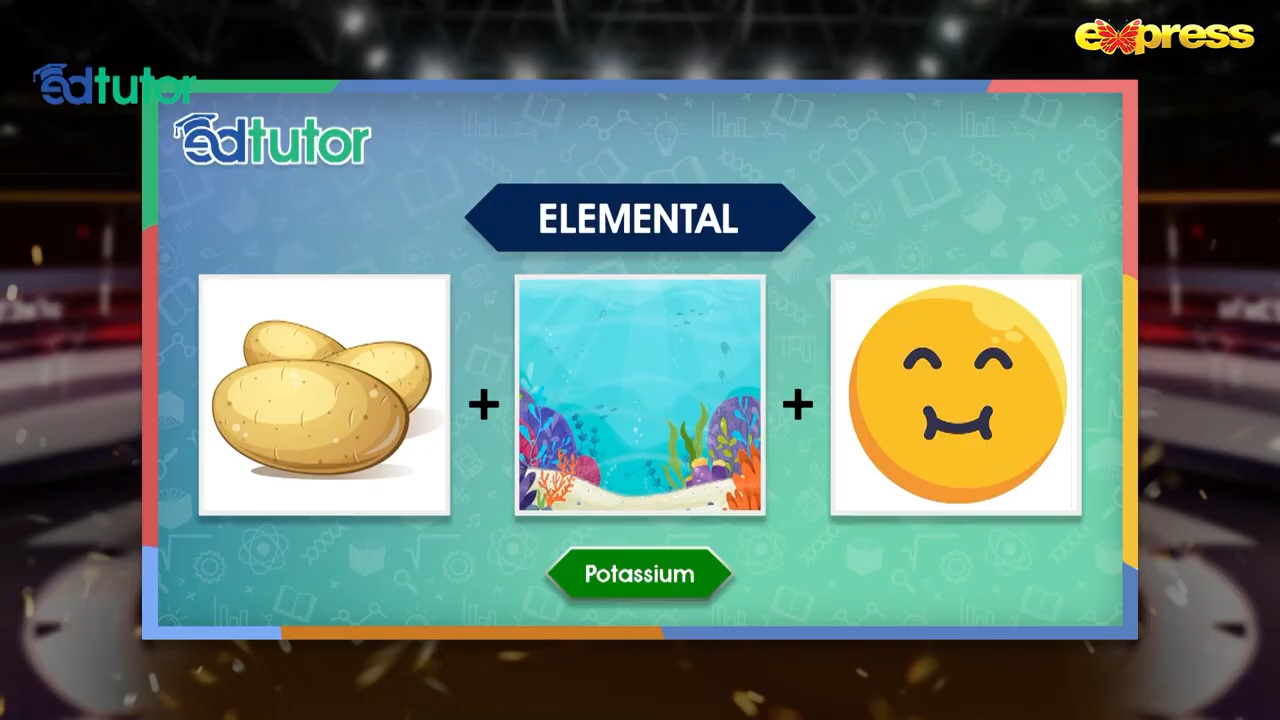 express
edtutor
edtutor
ELEMENTAL
+
+
Potassium